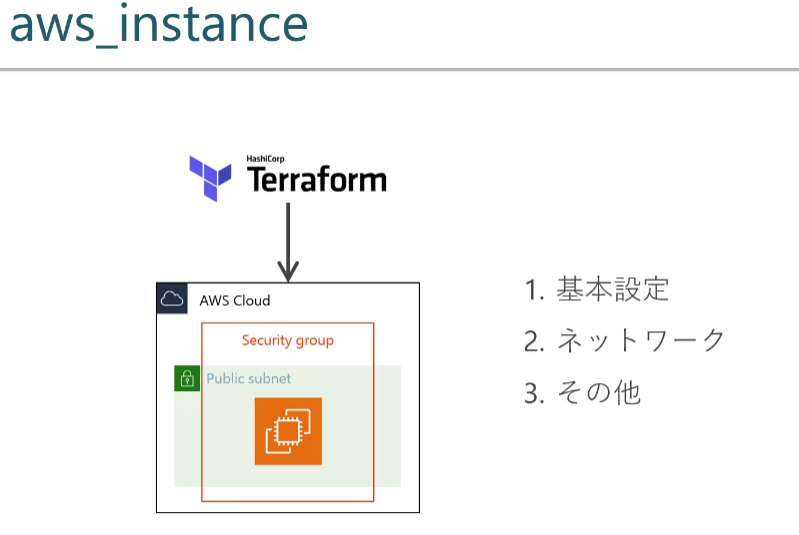 aws_instance
HashiCorp
Terraform
AWS Cloud
Security group
Public subnet
1. 基本設定
2. ネットワーク
3. その他